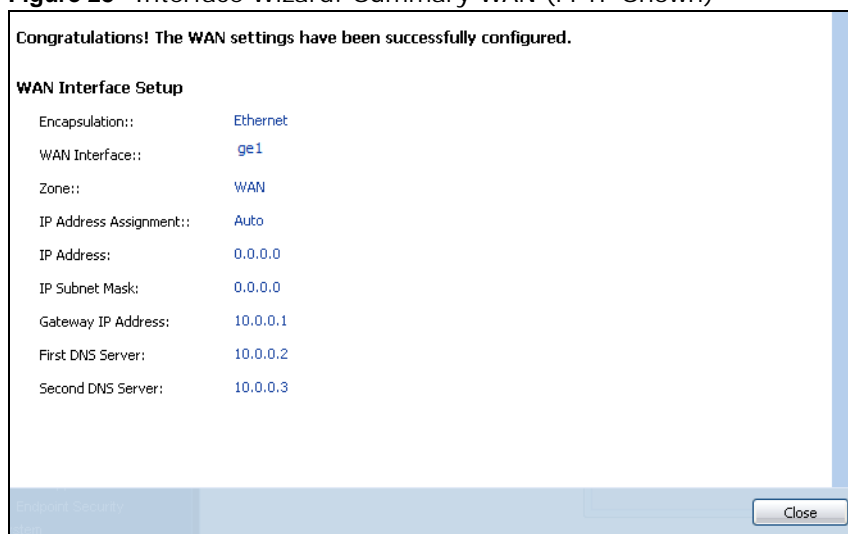 Congratulations! The WAN settings have been successfully configured.
WAN Interface Setup
Encapsulation:: Ethernet
WAN Interface:: ge1
Zone:: WAN
IP Address Assignment:: Auto
IP Address: 0.0.0.0
IP Subnet Mask: 0.0.0.0
Gateway IP Address: 10.0.0.1
First DNS Server: 10.0.0.2
Second DNS Server: 10.0.0.3
Endpoint Security
Close